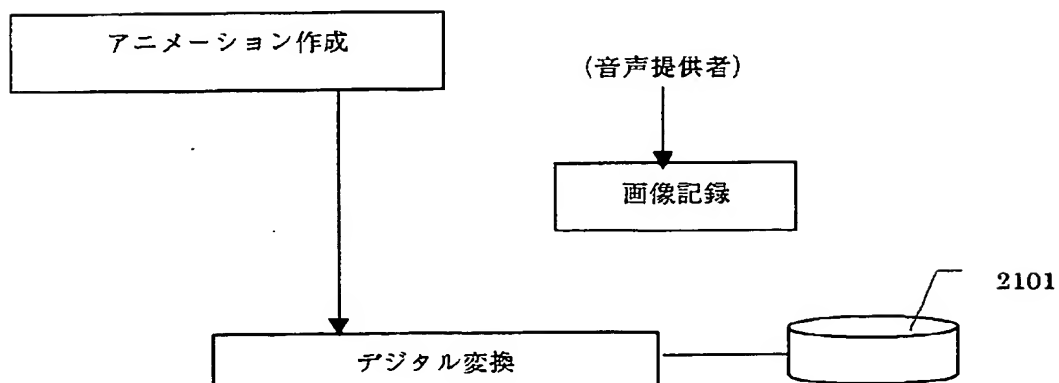 アニメーション作成
(音声提供者)
画像記録
2101
デジタル変換